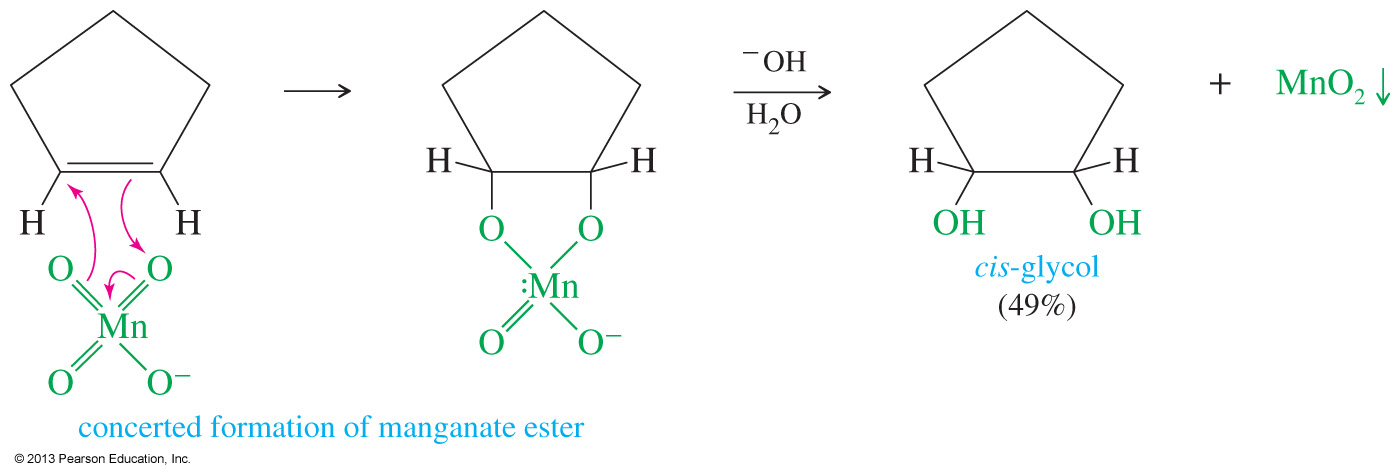 H
H
O
O
Mn
O
O⁻
H
H
O
O
:Mn
O
O⁻
⁻OH
H₂O
H
H
OH
OH
cis-glycol
(49%)
+
MnO₂↓
concerted formation of manganate ester
© 2013 Pearson Education, Inc.